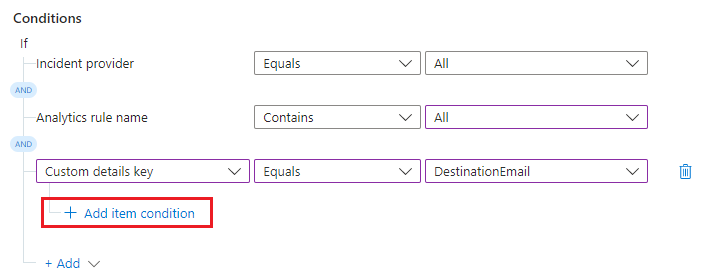 Conditions
If
Incident provider Equals All
AND
Analytics rule name Contains All
AND
Custom details key Equals DestinationEmail
+ Add item condition
+ Add